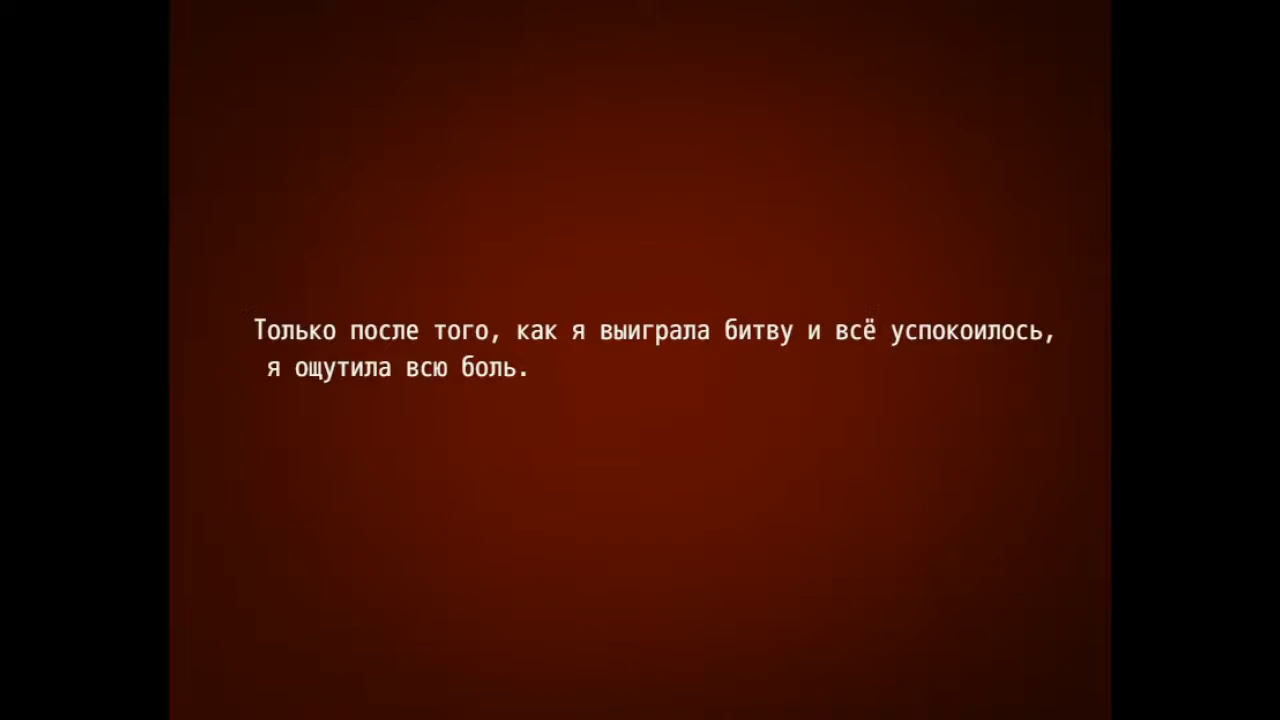 Только после того, как я выиграла битву и всё успокоилось,
я ощутила всю боль.